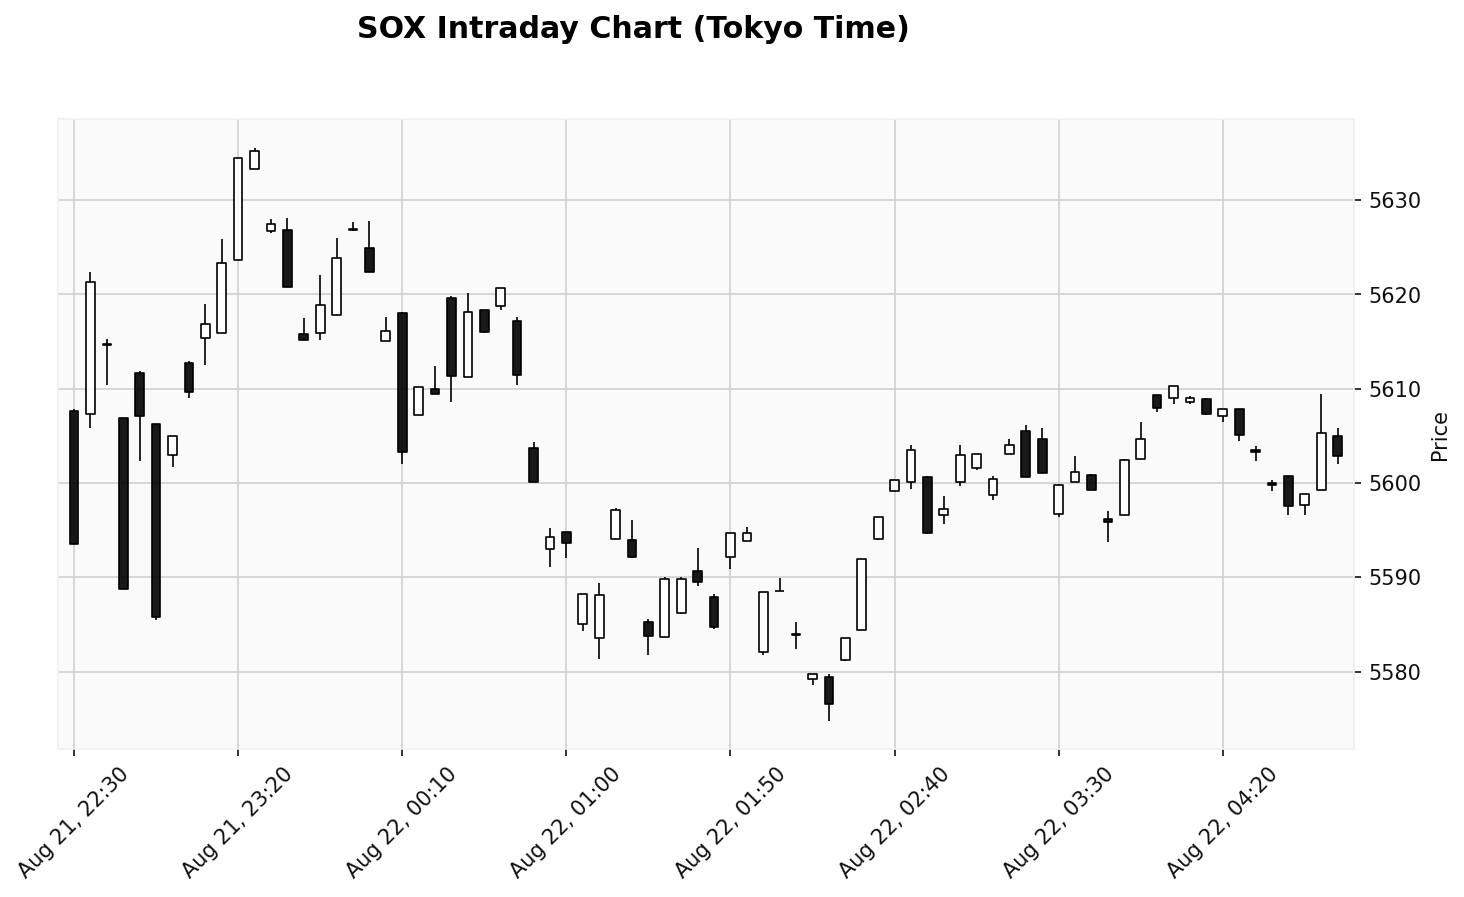 SOX Intraday Chart (Tokyo Time)
5630
5620
5610
5600
5590
5580
Price
Aug 21, 22:30
Aug 21, 23:20
Aug 22, 00:10
Aug 22, 01:00
Aug 22, 01:50
Aug 22, 02:40
Aug 22, 03:30
Aug 22, 04:20